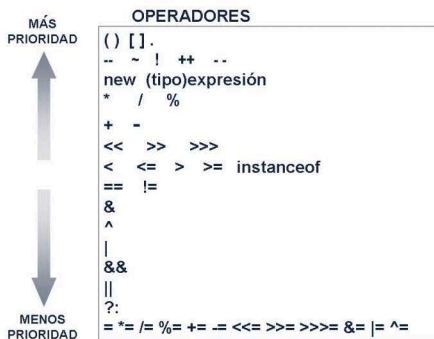 OPERADORES
MÁS
PRIORIDAD
( ) [ ] .
-- ~ ! ++ --
new (tipo)expresión
* / %
+ -
<< >> >>>
< <= > >= instanceof
== !=
&
^
|
&&
||
?:
= *= /= %= += -= <<= >>= >>>= &= |= ^=
MENOS
PRIORIDAD